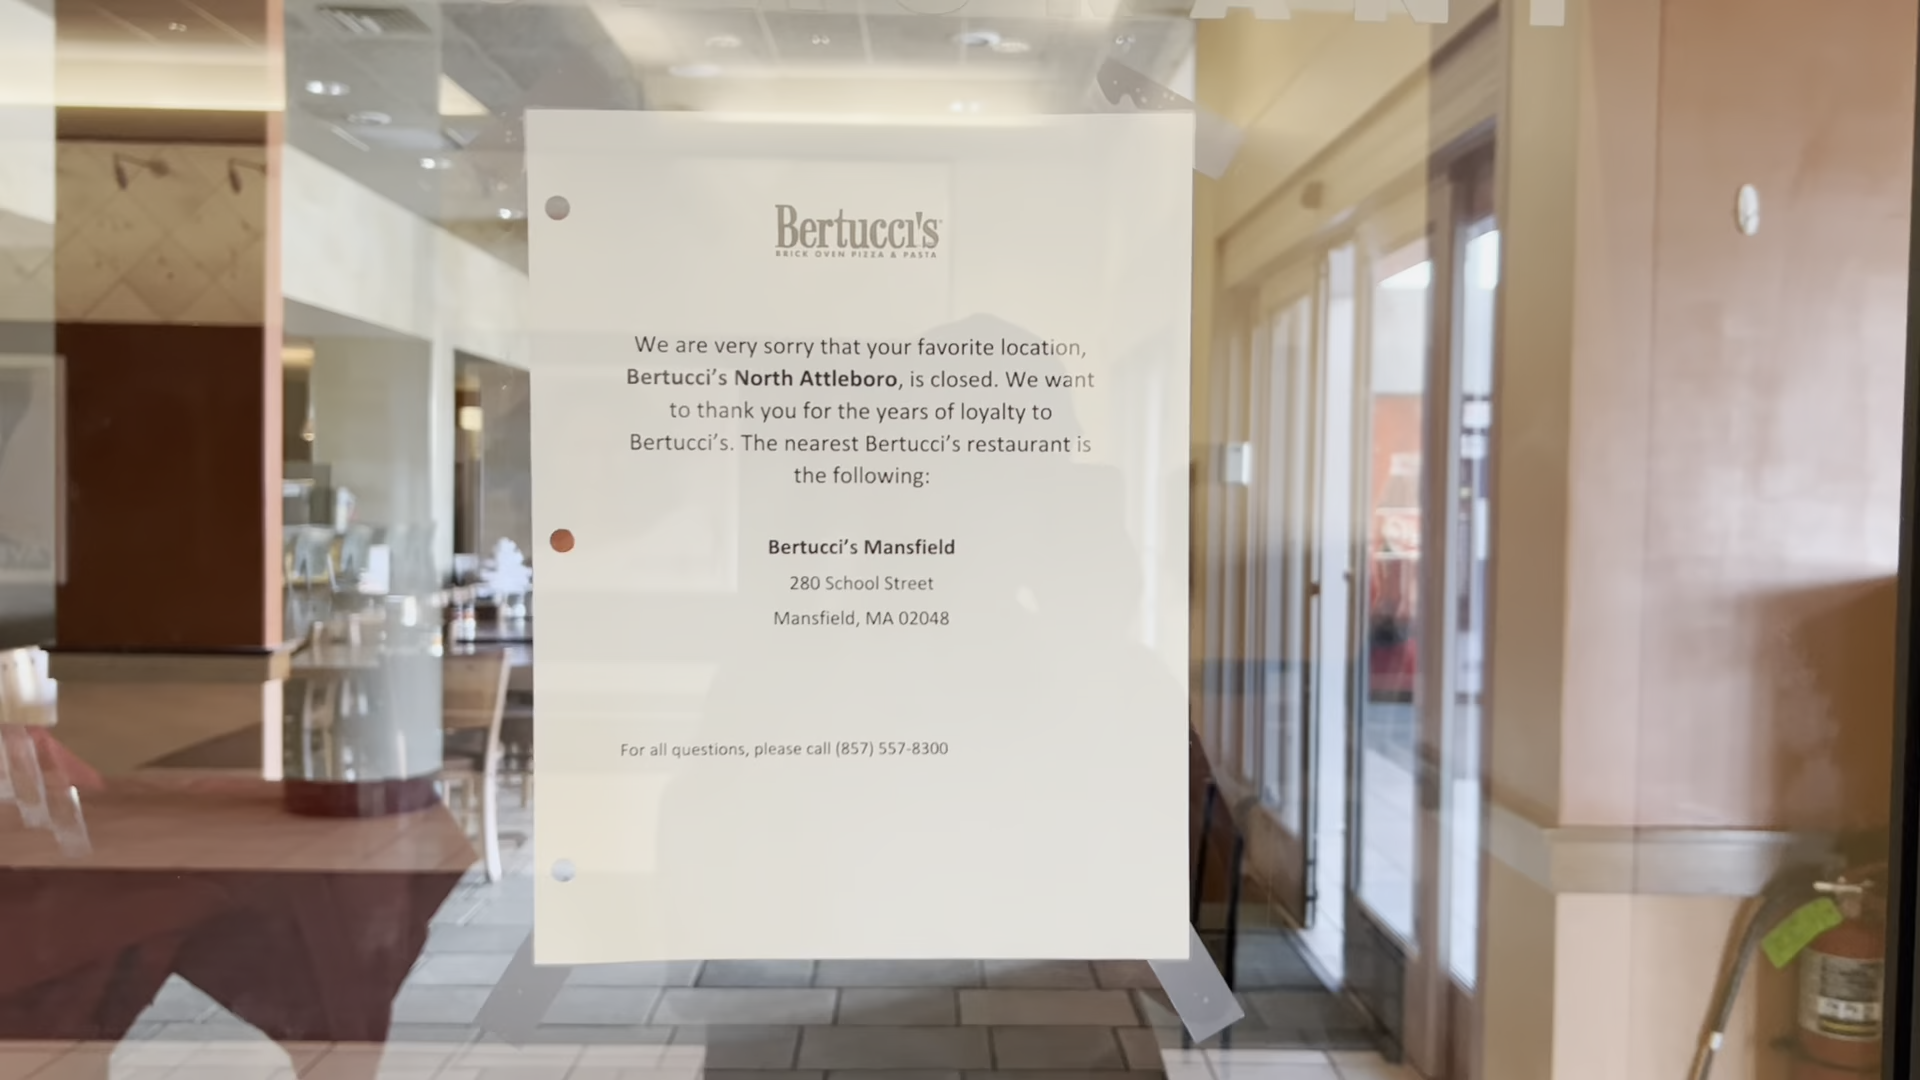 Bertucci's
BRICK OVEN PIZZA & PASTA
We are very sorry that your favorite location,
Bertucci’s North Attleboro, is closed. We want
to thank you for the years of loyalty to
Bertucci’s. The nearest Bertucci’s restaurant is
the following:
Bertucci’s Mansfield
280 School Street
Mansfield, MA 02048
For all questions, please call (857) 557-8300